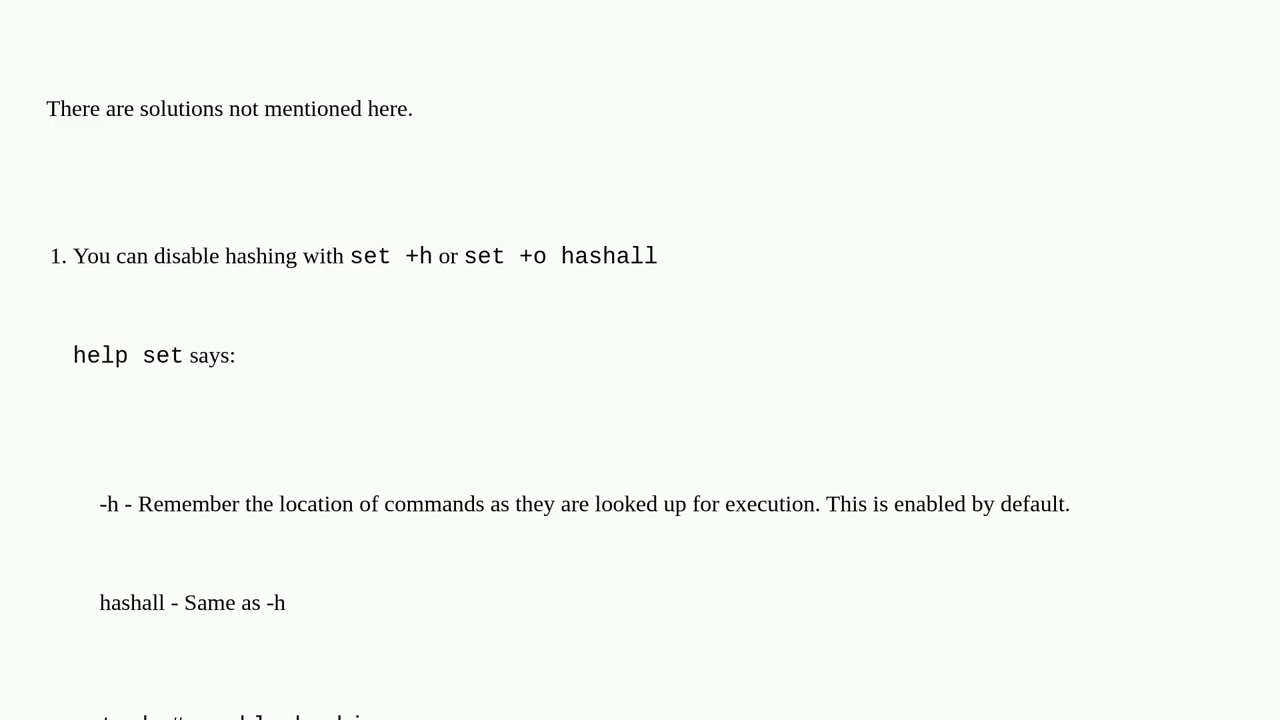 There are solutions not mentioned here.
1. You can disable hashing with set +h or set +o hashall
help set says:
-h - Remember the location of commands as they are looked up for execution. This is enabled by default.
hashall - Same as -h